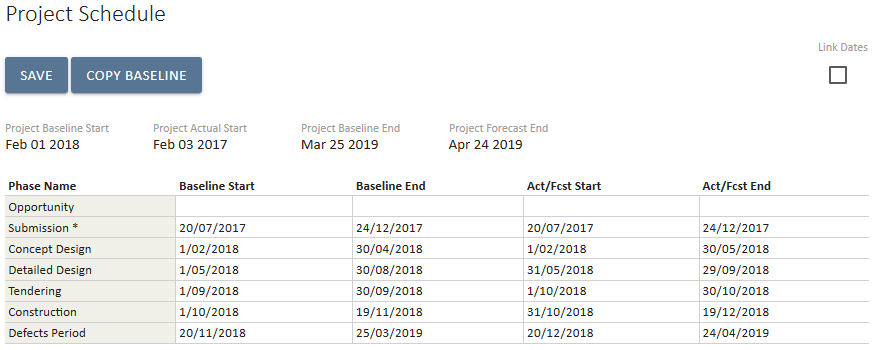 Project Schedule
Link Dates
SAVE COPY BASELINE
Project Baseline Start Project Actual Start Project Baseline End Project Forecast End
Feb 01 2018 Feb 03 2017 Mar 25 2019 Apr 24 2019
Phase Name Baseline Start Baseline End Act/Fcst Start Act/Fcst End
Opportunity
Submission * 20/07/2017 24/12/2017 20/07/2017 24/12/2017
Concept Design 1/02/2018 30/04/2018 1/02/2018 30/05/2018
Detailed Design 1/05/2018 30/08/2018 31/05/2018 29/09/2018
Tendering 1/09/2018 30/09/2018 1/10/2018 30/10/2018
Construction 1/10/2018 19/11/2018 31/10/2018 19/12/2018
Defects Period 20/11/2018 25/03/2019 20/12/2018 24/04/2019